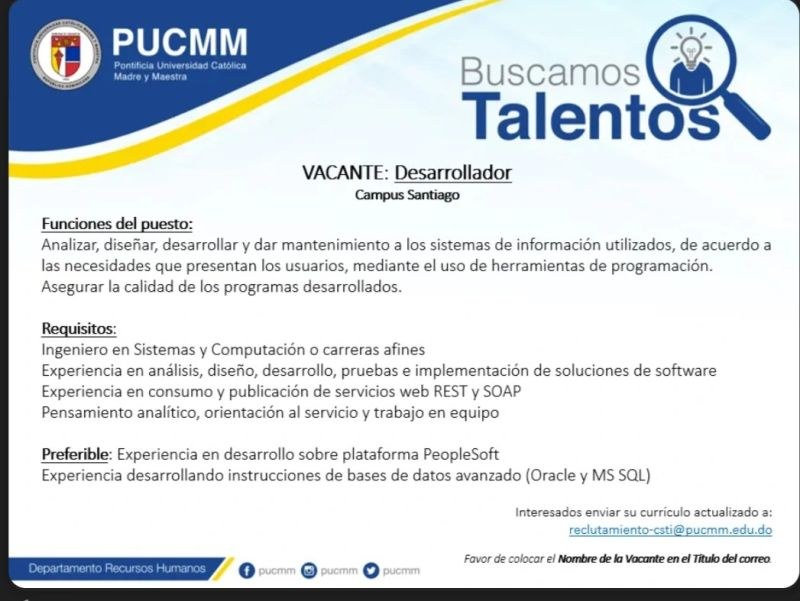 PUCMM
Pontificia Universidad Católica
Madre y Maestra
Buscamos
Talentos
VACANTE: Desarrollador
Campus Santiago
Funciones del puesto:
Analizar, diseñar, desarrollar y dar mantenimiento a los sistemas de información utilizados, de acuerdo a
las necesidades que presentan los usuarios, mediante el uso de herramientas de programación.
Asegurar la calidad de los programas desarrollados.
Requisitos:
Ingeniero en Sistemas y Computación o carreras afines
Experiencia en análisis, diseño, desarrollo, pruebas e implementación de soluciones de software
Experiencia en consumo y publicación de servicios web REST y SOAP
Pensamiento analítico, orientación al servicio y trabajo en equipo
Preferible: Experiencia en desarrollo sobre plataforma PeopleSoft
Experiencia desarrollando instrucciones de bases de datos avanzado (Oracle y MS SQL)
Interesados enviar su currículo actualizado a:
reclutamiento-csti@pucmm.edu.do
Favor de colocar el Nombre de la Vacante en el Título del correo.
Departamento Recursos Humanos
pucmm pucmm pucmm